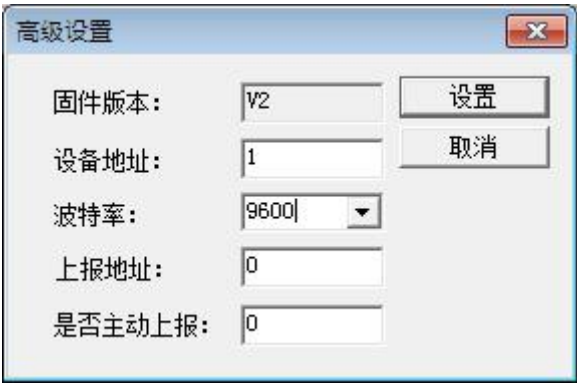 高级设置
固件版本： V2 设置
设备地址： 1 取消
波特率： 9600
上报地址： 0
是否主动上报： 0